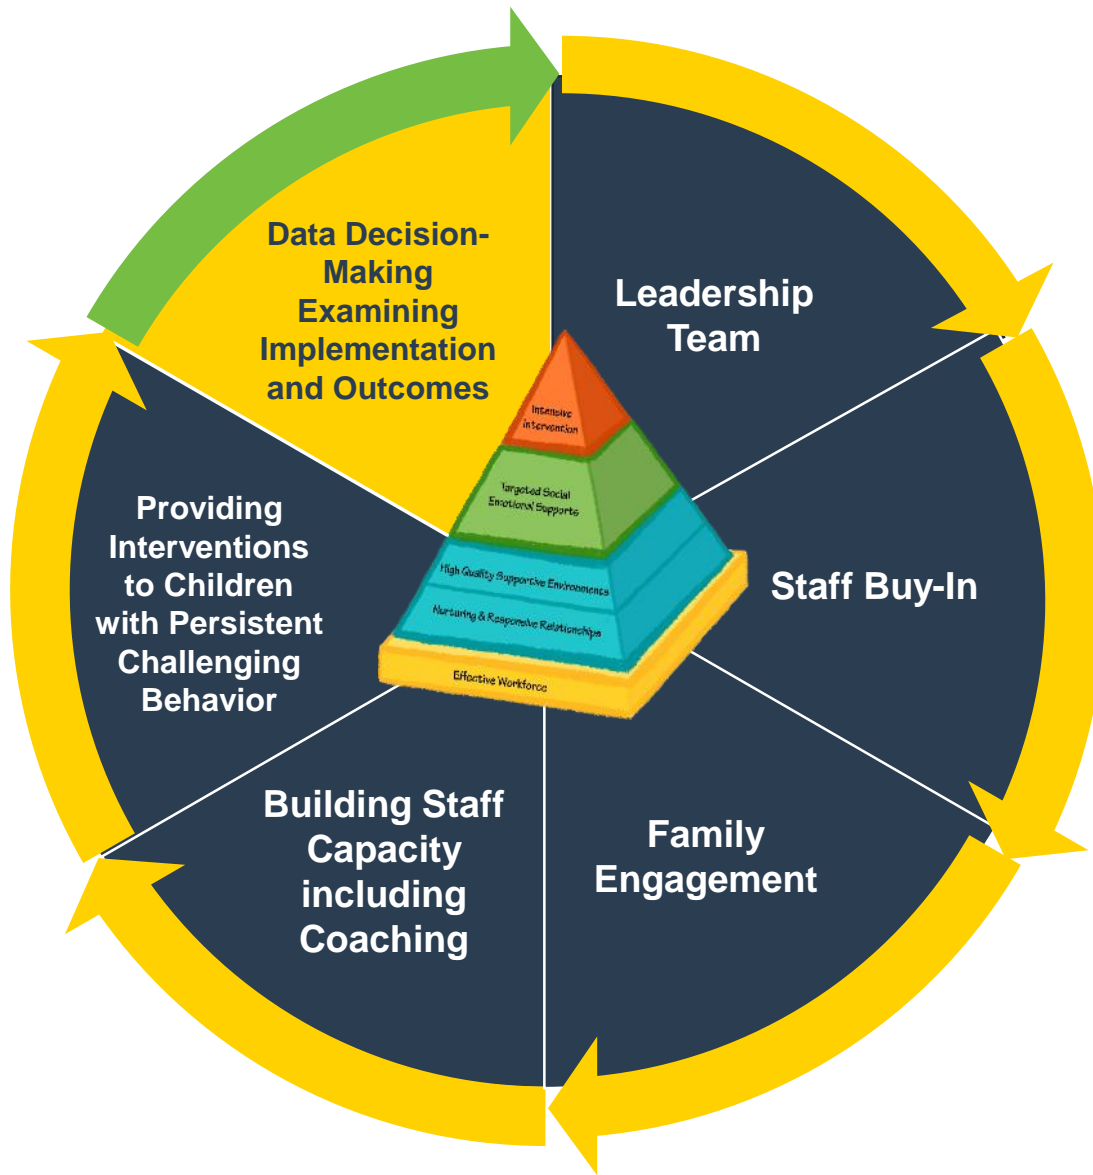 Data Decision-
Making
Examining
Implementation
and Outcomes
Leadership
Team
Staff Buy-In
Family
Engagement
Building Staff
Capacity
including
Coaching
Providing
Interventions
to Children
with Persistent
Challenging
Behavior
Intensive
Intervention
Targeted Social
Emotional Supports
High Quality Supportive Environments
Nurturing & Responsive Relationships
Effective Workforce